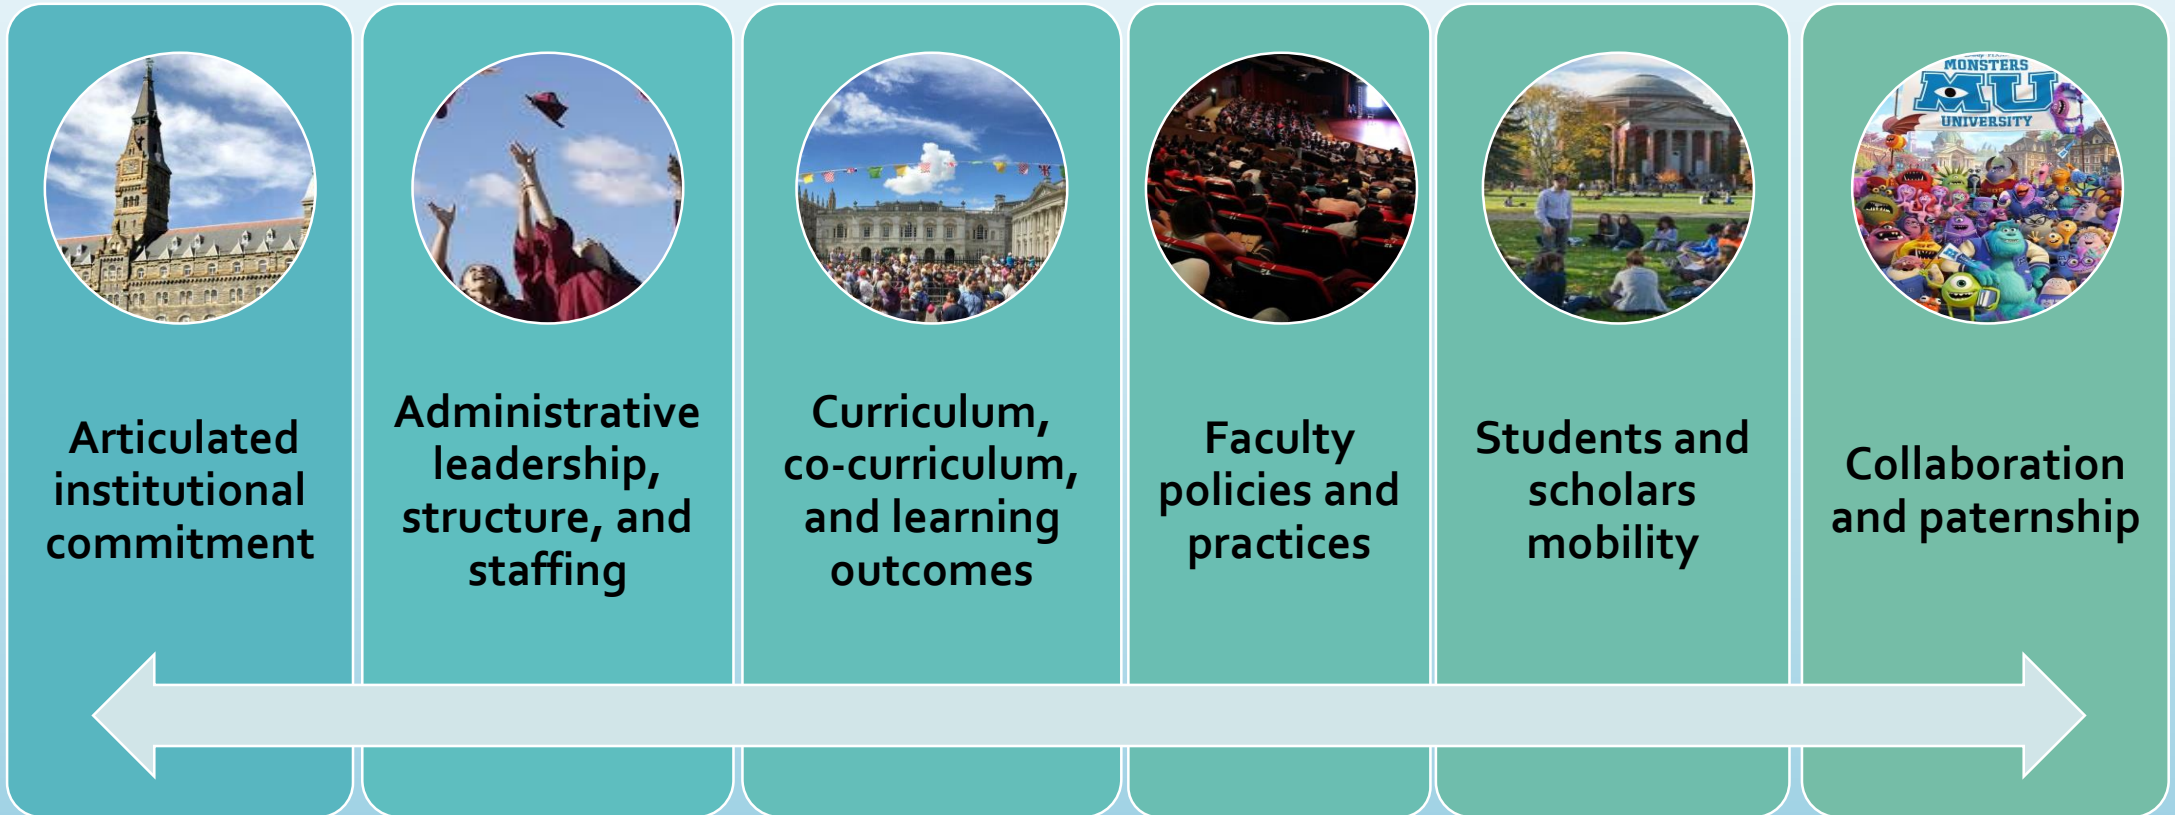 MONSTERS
MU
UNIVERSITY
Articulated
institutional
commitment
Administrative
leadership,
structure, and
staffing
Curriculum,
co-curriculum,
and learning
outcomes
Faculty
policies and
practices
Students and
scholars
mobility
Collaboration
and paternship